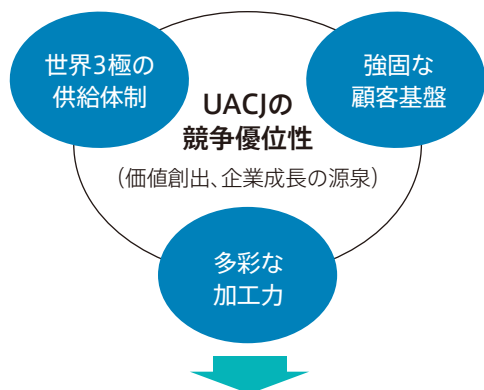 世界3極の
供給体制
強固な
顧客基盤
UACJの
競争優位性
（価値創出、企業成長の源泉）
多彩な
加工力